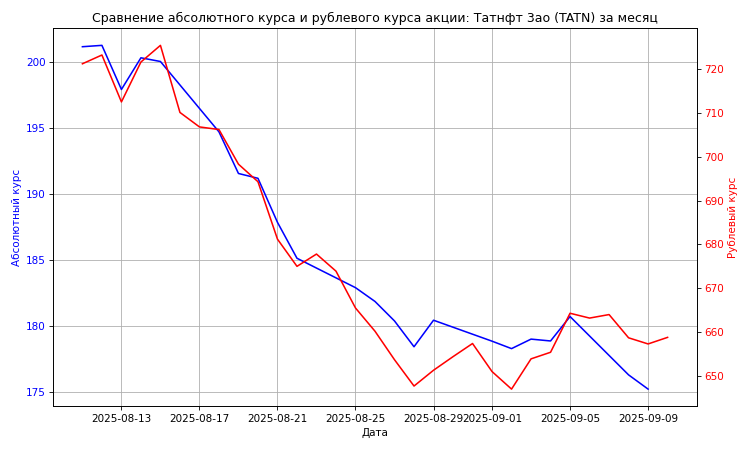 Сравнение абсолютного курса и рублевого курса акции: Татнфт 3ао (TATN) за месяц
200
195
190
185
180
175
Абсолютный курс
720
710
700
690
680
670
660
650
Рублевый курс
2025-08-13 2025-08-17 2025-08-21 2025-08-25 2025-08-29 2025-09-01 2025-09-05 2025-09-09
Дата